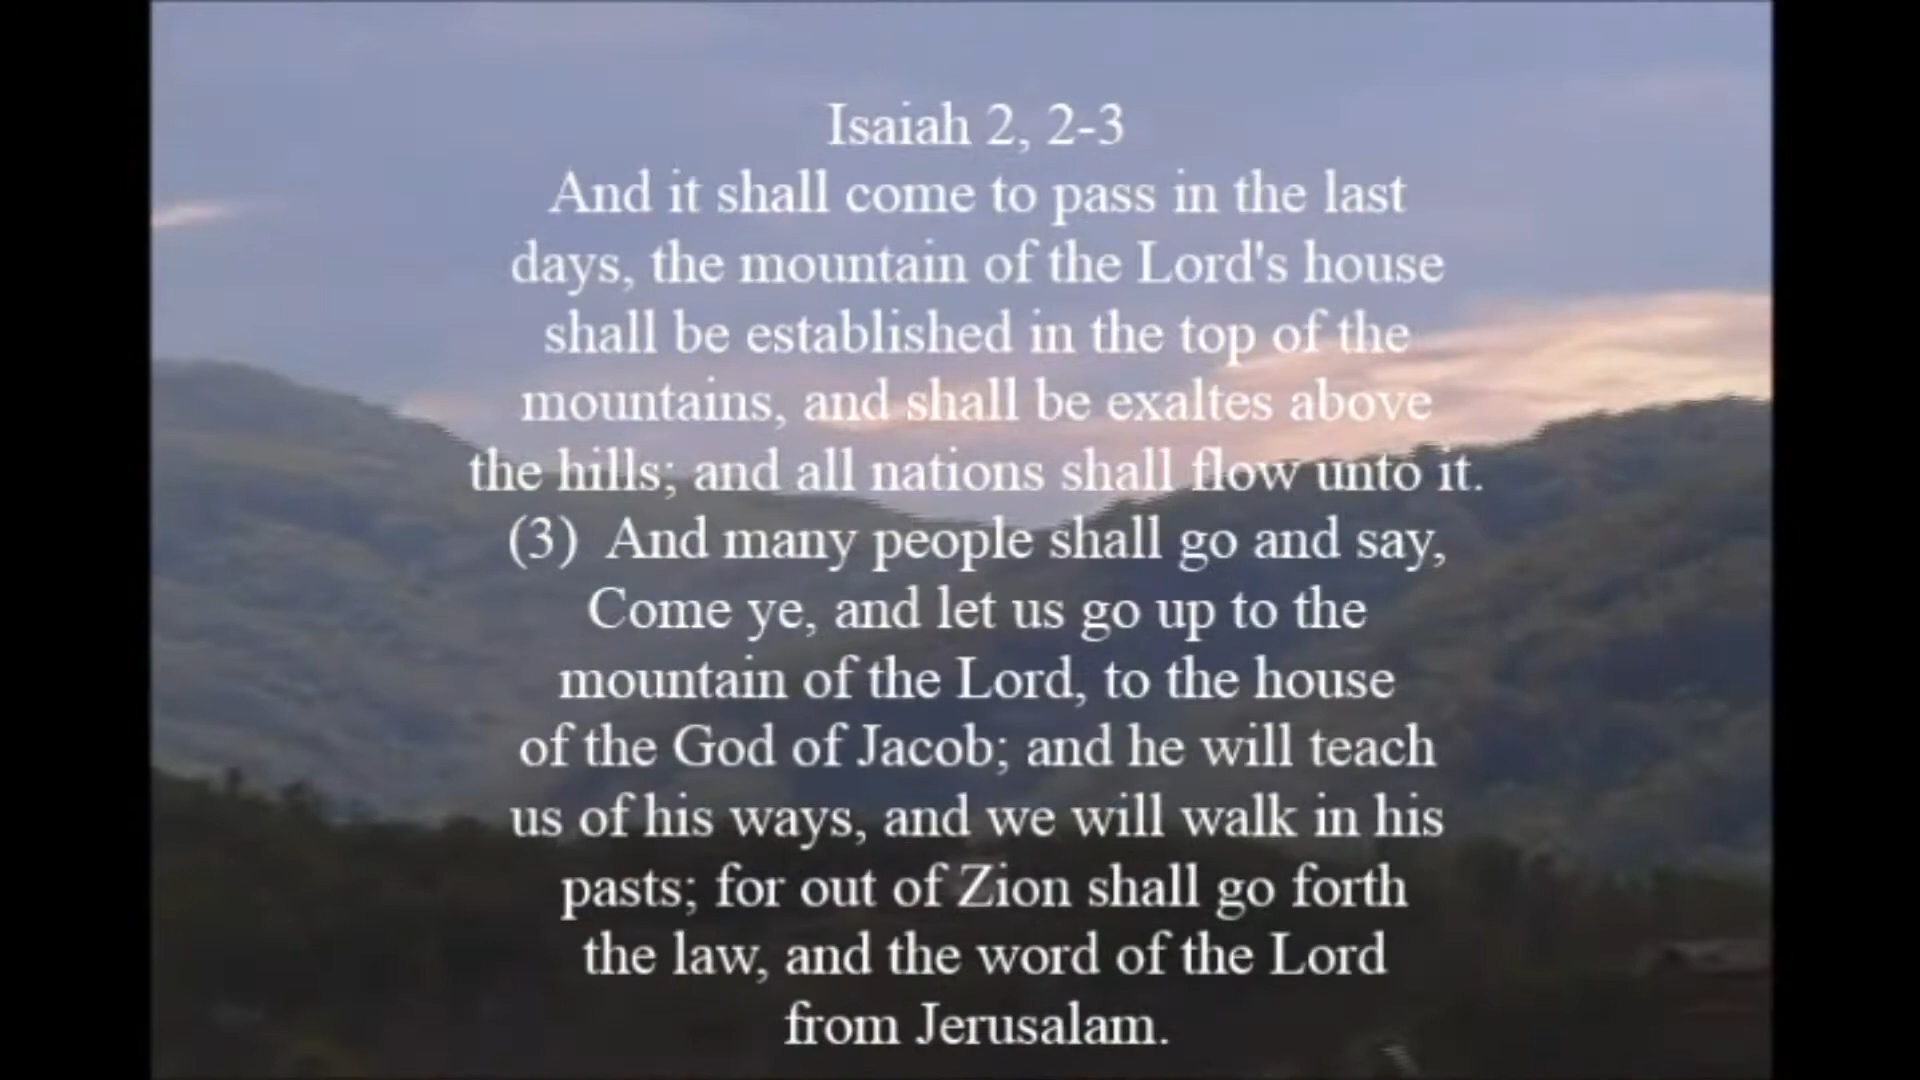 Isaiah 2, 2-3
And it shall come to pass in the last
days, the mountain of the Lord's house
shall be established in the top of the
mountains, and shall be exaltes above
the hills; and all nations shall flow unto it.
(3)  And many people shall go and say,
Come ye, and let us go up to the
mountain of the Lord, to the house
of the God of Jacob; and he will teach
us of his ways, and we will walk in his
pasts; for out of Zion shall go forth
the law, and the word of the Lord
from Jerusalam.